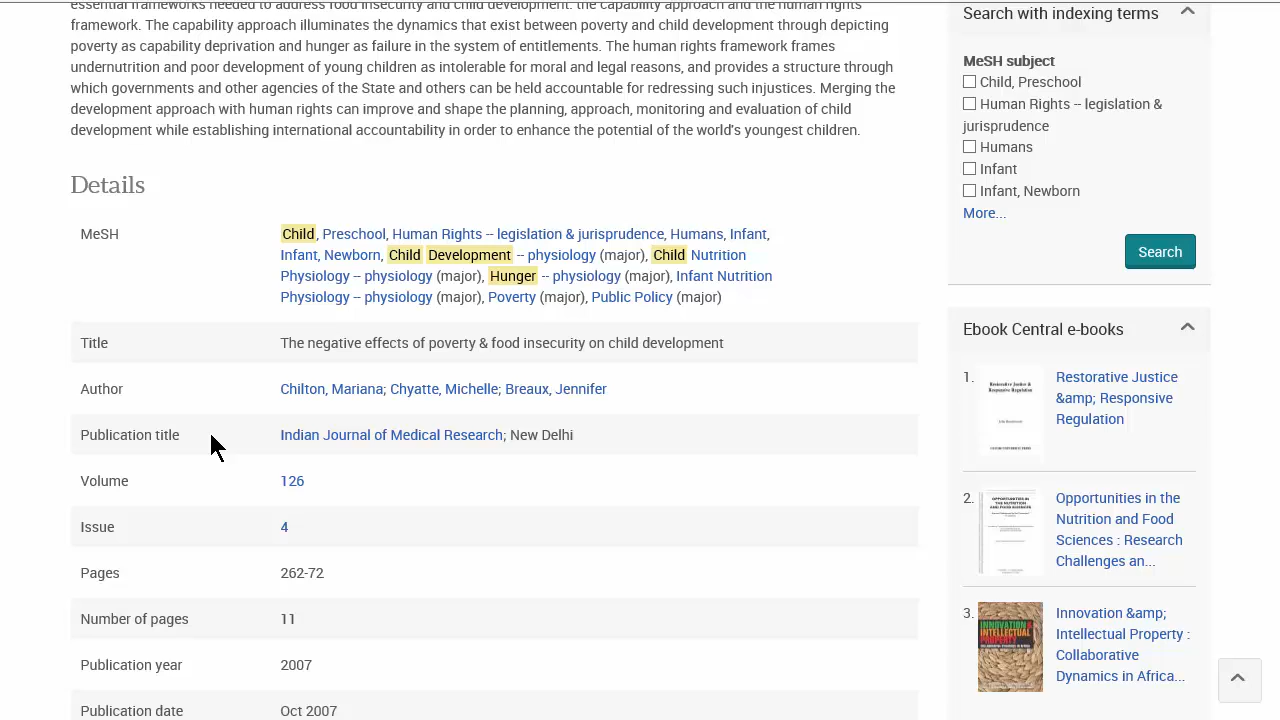 essential frameworks needed to address food insecurity and child development: the capability approach and the human rights
framework. The capability approach illuminates the dynamics that exist between poverty and child development through depicting
poverty as capability deprivation and hunger as failure in the system of entitlements. The human rights framework frames
undernutrition and poor development of young children as intolerable for moral and legal reasons, and provides a structure through
which governments and other agencies of the State and others can be held accountable for redressing such injustices. Merging the
development approach with human rights can improve and shape the planning, approach, monitoring and evaluation of child
development while establishing international accountability in order to enhance the potential of the world's youngest children.
Details
MeSH
Child, Preschool, Human Rights -- legislation & jurisprudence, Humans, Infant,
Infant, Newborn, Child Development -- physiology (major), Child Nutrition
Physiology -- physiology (major), Hunger -- physiology (major), Infant Nutrition
Physiology -- physiology (major), Poverty (major), Public Policy (major)
Title
The negative effects of poverty & food insecurity on child development
Author
Chilton, Mariana; Chyatte, Michelle; Breaux, Jennifer
Publication title
Indian Journal of Medical Research; New Delhi
Volume
126
Issue
4
Pages
262-72
Number of pages
11
Publication year
2007
Publication date
Oct 2007
Search with indexing terms
MeSH subject
Child, Preschool
Human Rights -- legislation &
jurisprudence
Humans
Infant
Infant, Newborn
More...
Search
Ebook Central e-books
1.
Restorative Justice
&amp; Responsive
Regulation
2.
Opportunities in the
Nutrition and Food
Sciences : Research
Challenges an...
3.
INNOVATION &
INTELLECTUAL
PROPERTY
Innovation &amp;
Intellectual Property :
Collaborative
Dynamics in Africa...